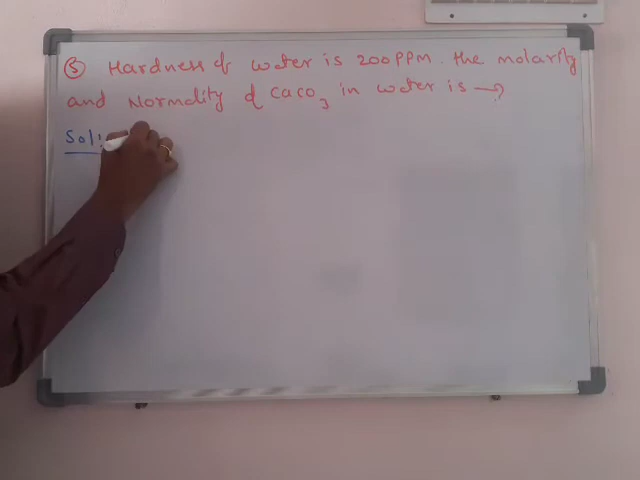 ⑤ Hardness of water is 200PPM. The molarity
and Normality of CaCO3 in water is →?
Sol: